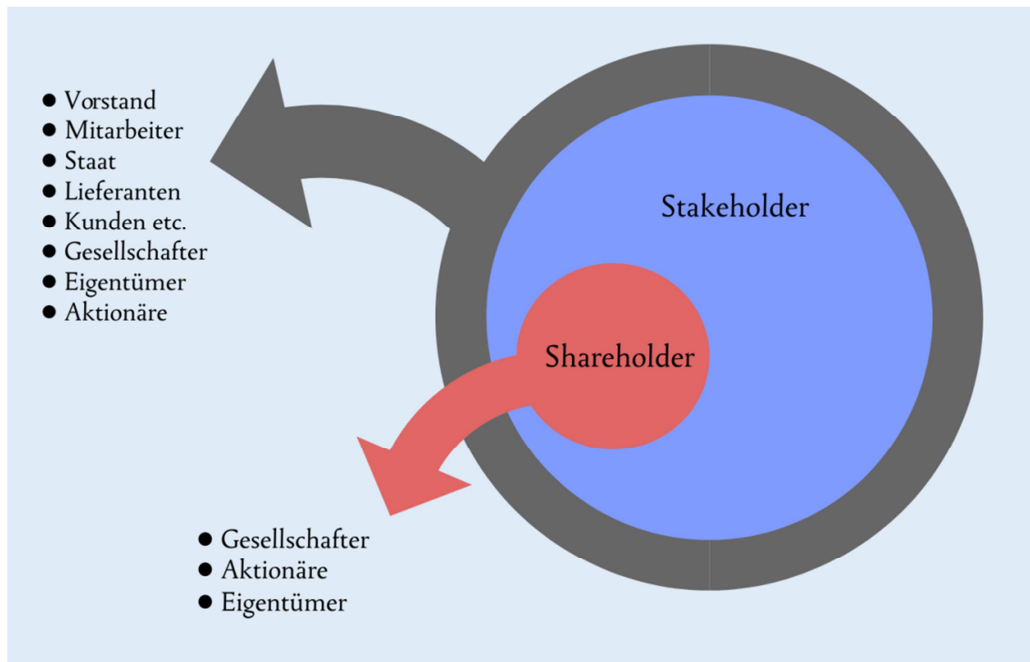 ● Vorstand
● Mitarbeiter
● Staat
● Lieferanten
● Kunden etc.
● Gesellschafter
● Eigentümer
● Aktionäre
Stakeholder
Shareholder
● Gesellschafter
● Aktionäre
● Eigentümer